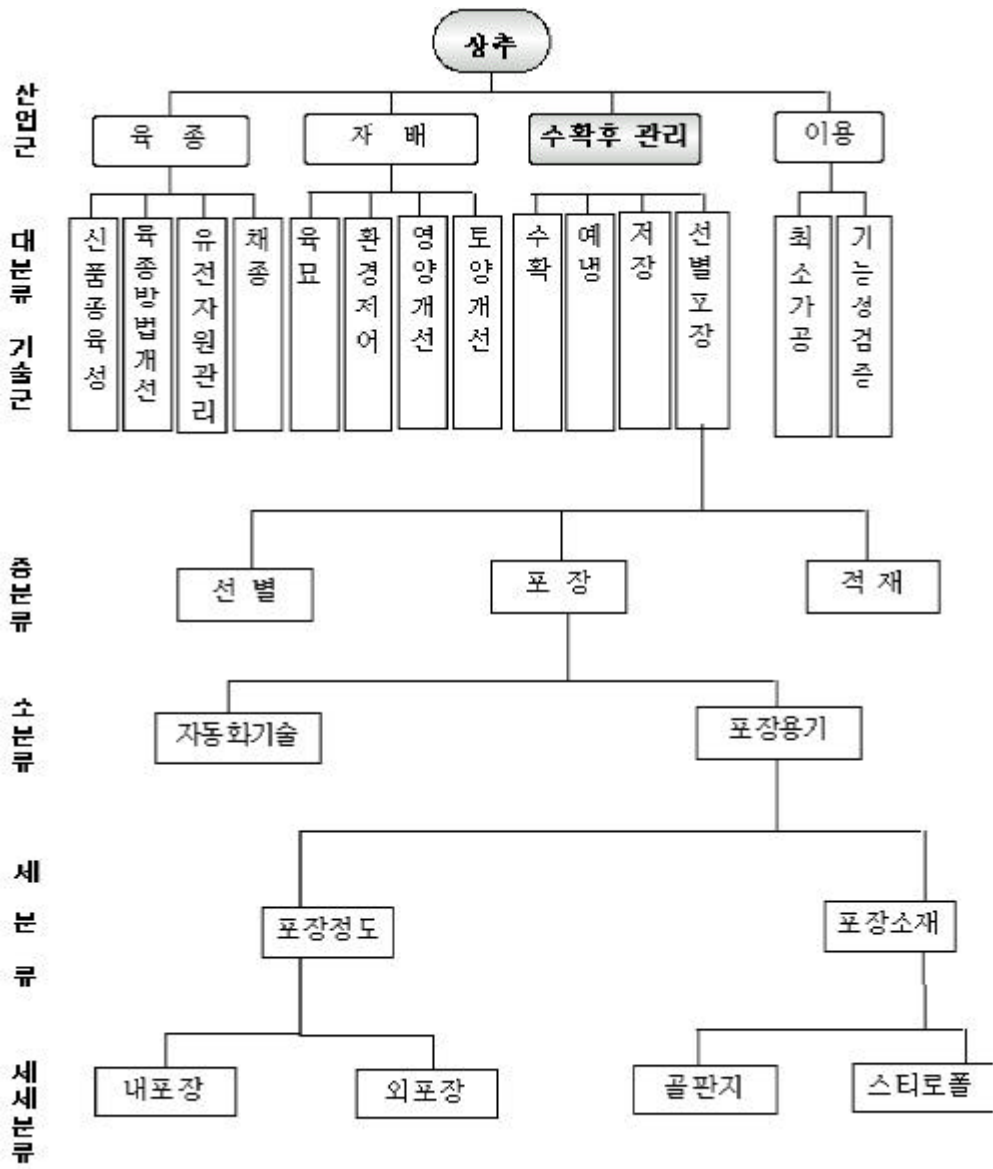 상추
산업군
육 종
재 배
수확후 관리
이용
대분류 기술군
신품종육성
육종방법개선
유전자원관리
채종
육묘
환경제어
영양개선
토양개선
수확
예냉
저장
선별포장
최소가공
기능성검증
중분류
선 별
포 장
적 재
소분류
자동화기술
포장용기
세분류
포장정도
포장소재
세세분류
내포장
외포장
골판지
스티로폴